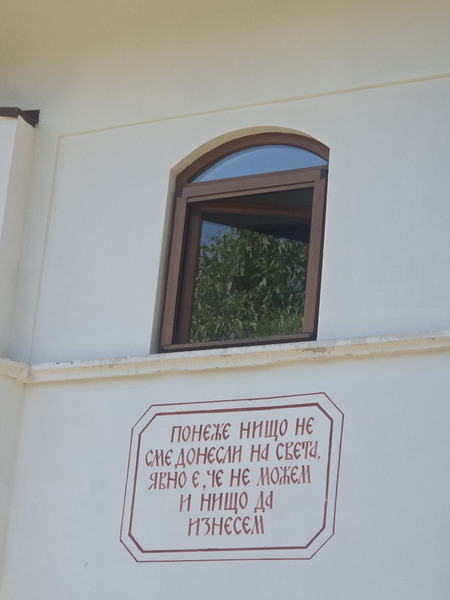 ПОНЕЖЕ НИЩО НЕ
СМЕ ДОНЕСЛИ НА СВЕТА,
ЯВНО Е, ЧЕ НЕ МОЖЕМ
И НИЩО ДА
ИЗНЕСЕМ